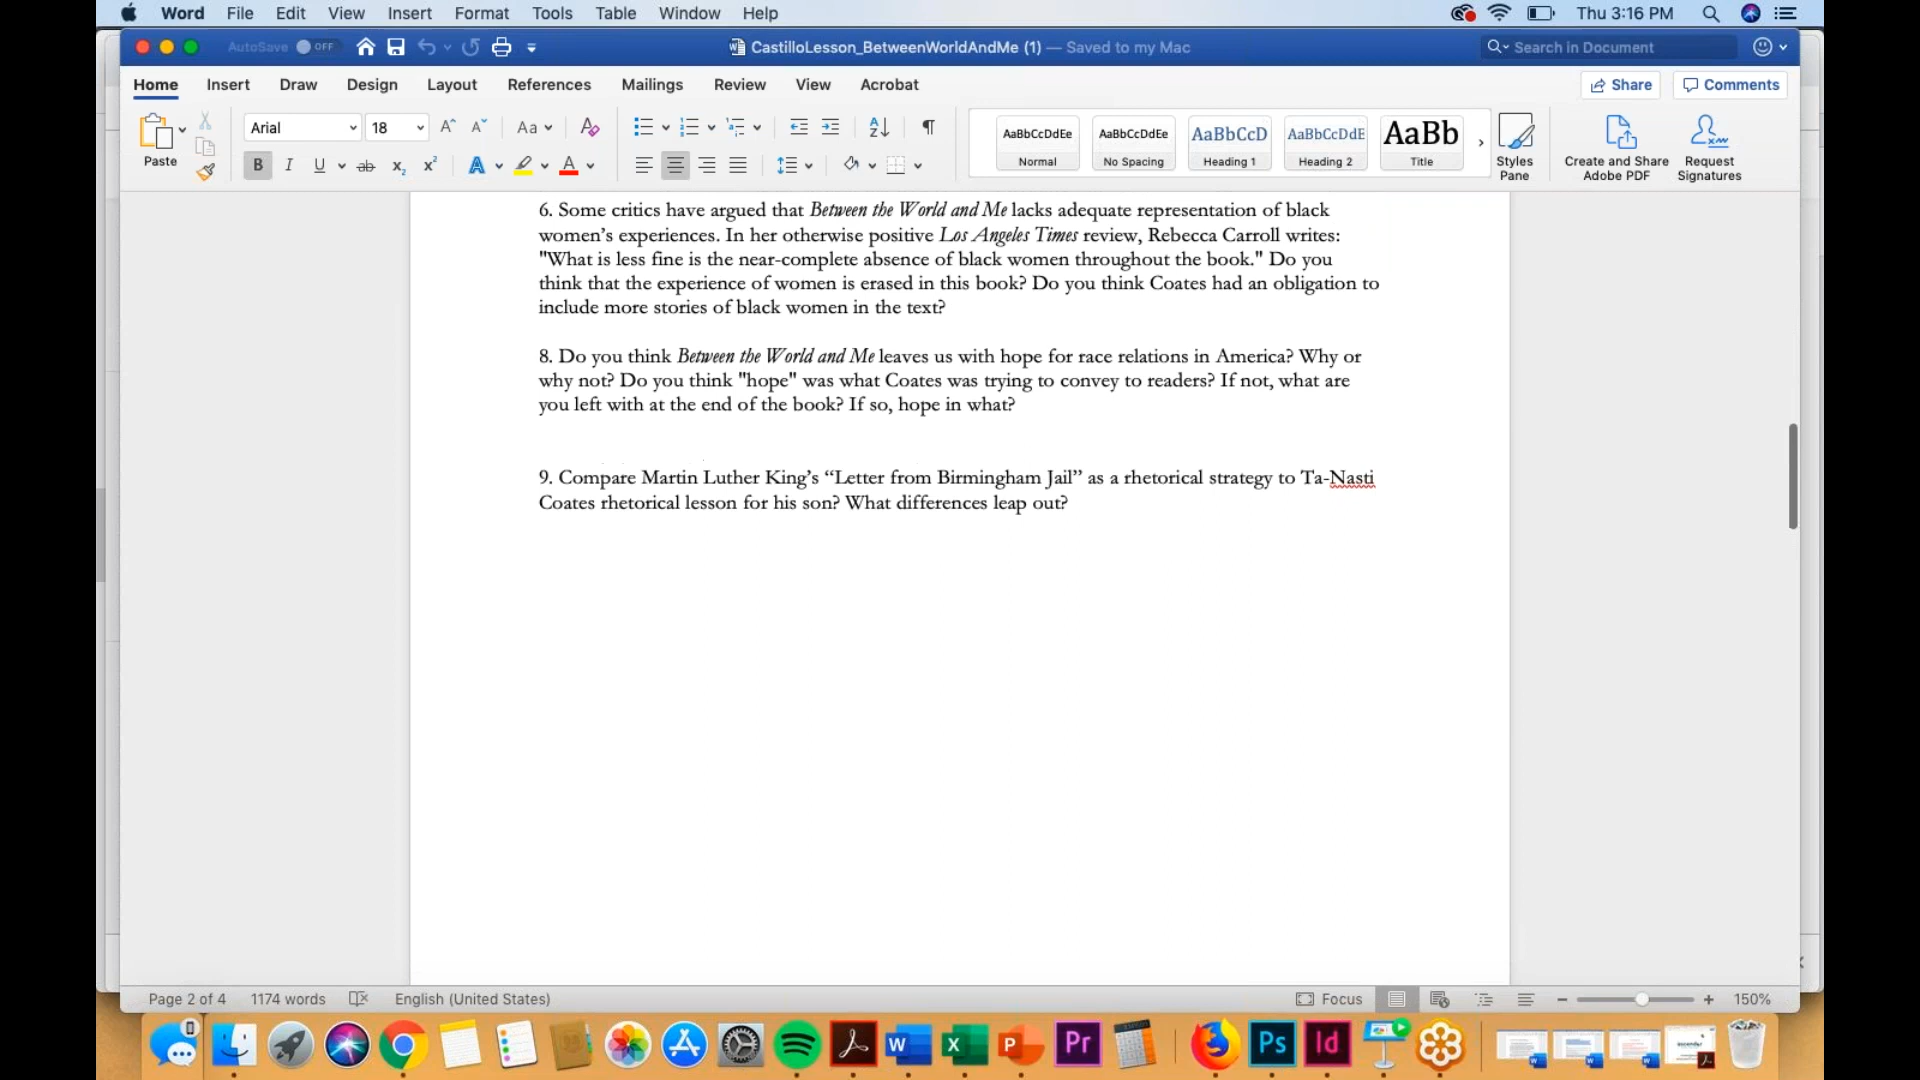 Word File Edit View Insert Format Tools Table Window Help Thu 3:16 PM
AutoSave OFF CastilloLesson_BetweenWorldAndMe (1) — Saved to my Mac Search in Document
Home Insert Draw Design Layout References Mailings Review View Acrobat Share Comments
Paste Arial 18 Aa
AaBbCcDdEe AaBbCcDdEe AaBbCcD AaBbCcDdE AaBb
Normal No Spacing Heading 1 Heading 2 Title
Styles Pane
Create and Share Adobe PDF
Request Signatures
6. Some critics have argued that Between the World and Me lacks adequate representation of black
women’s experiences. In her otherwise positive Los Angeles Times review, Rebecca Carroll writes:
"What is less fine is the near-complete absence of black women throughout the book." Do you
think that the experience of women is erased in this book? Do you think Coates had an obligation to
include more stories of black women in the text?
8. Do you think Between the World and Me leaves us with hope for race relations in America? Why or
why not? Do you think "hope" was what Coates was trying to convey to readers? If not, what are
you left with at the end of the book? If so, hope in what?
9. Compare Martin Luther King’s “Letter from Birmingham Jail” as a rhetorical strategy to Ta-Nasti
Coates rhetorical lesson for his son? What differences leap out?
Page 2 of 4 1174 words English (United States) Focus 150%
W X P Pr Ps Id